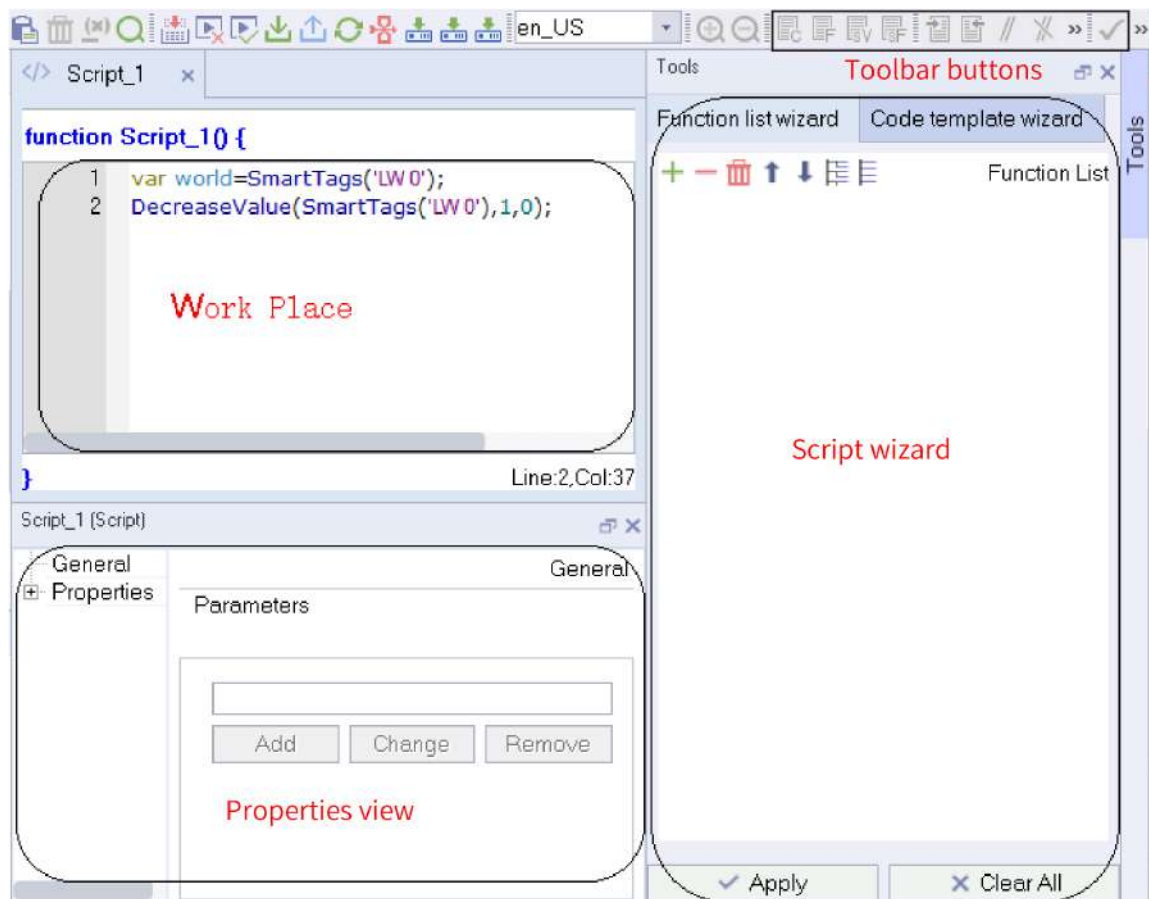 en_US
Script_1
Tools
Toolbar buttons
function Script_1() {
1 var world=SmartTags('LW 0');
2 DecreaseValue(SmartTags('LW 0'),1,0);
Work Place
}
Line:2,Col:37
Function list wizard
Code template wizard
Tools
Function List
Script wizard
Script_1 (Script)
General
Properties
General
Parameters
Add
Change
Remove
Properties view
Apply
Clear All